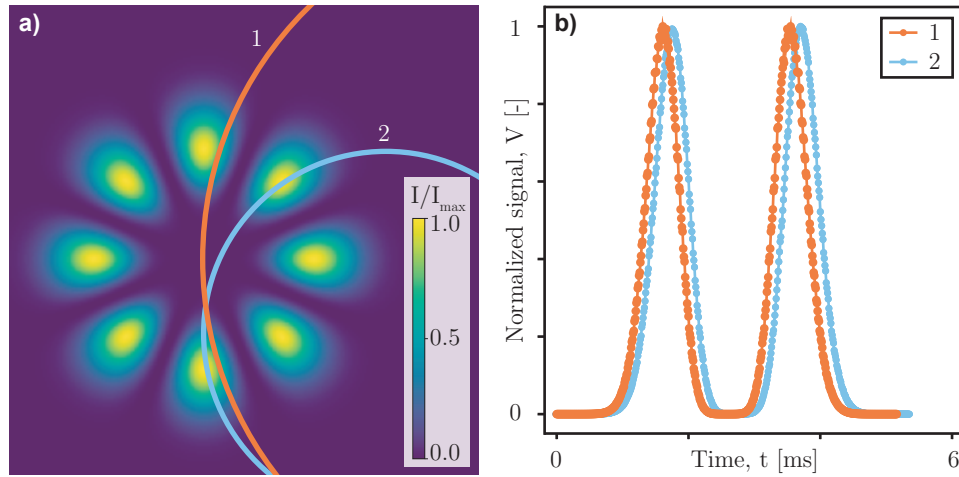 a)
1
2
I/I_max
1.0
0.5
0.0
b)
1
2
1
0
Normalized signal, V [-]
0
Time, t [ms]
6